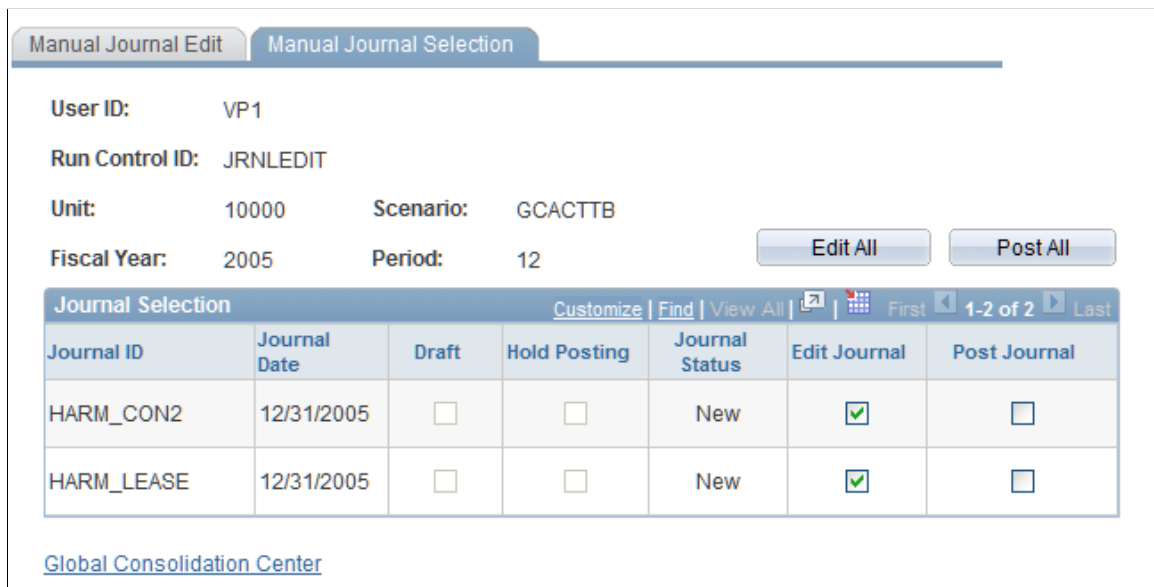 Manual Journal Edit Manual Journal Selection
User ID: VP1
Run Control ID: JRNLEDIT
Unit: 10000 Scenario: GCACTTB
Fiscal Year: 2005 Period: 12 Edit All Post All
Journal Selection Customize | Find | View All | | First 1-2 of 2 Last
Journal ID Journal Date Draft Hold Posting Journal Status Edit Journal Post Journal
HARM_CON2 12/31/2005 New
HARM_LEASE 12/31/2005 New
Global Consolidation Center